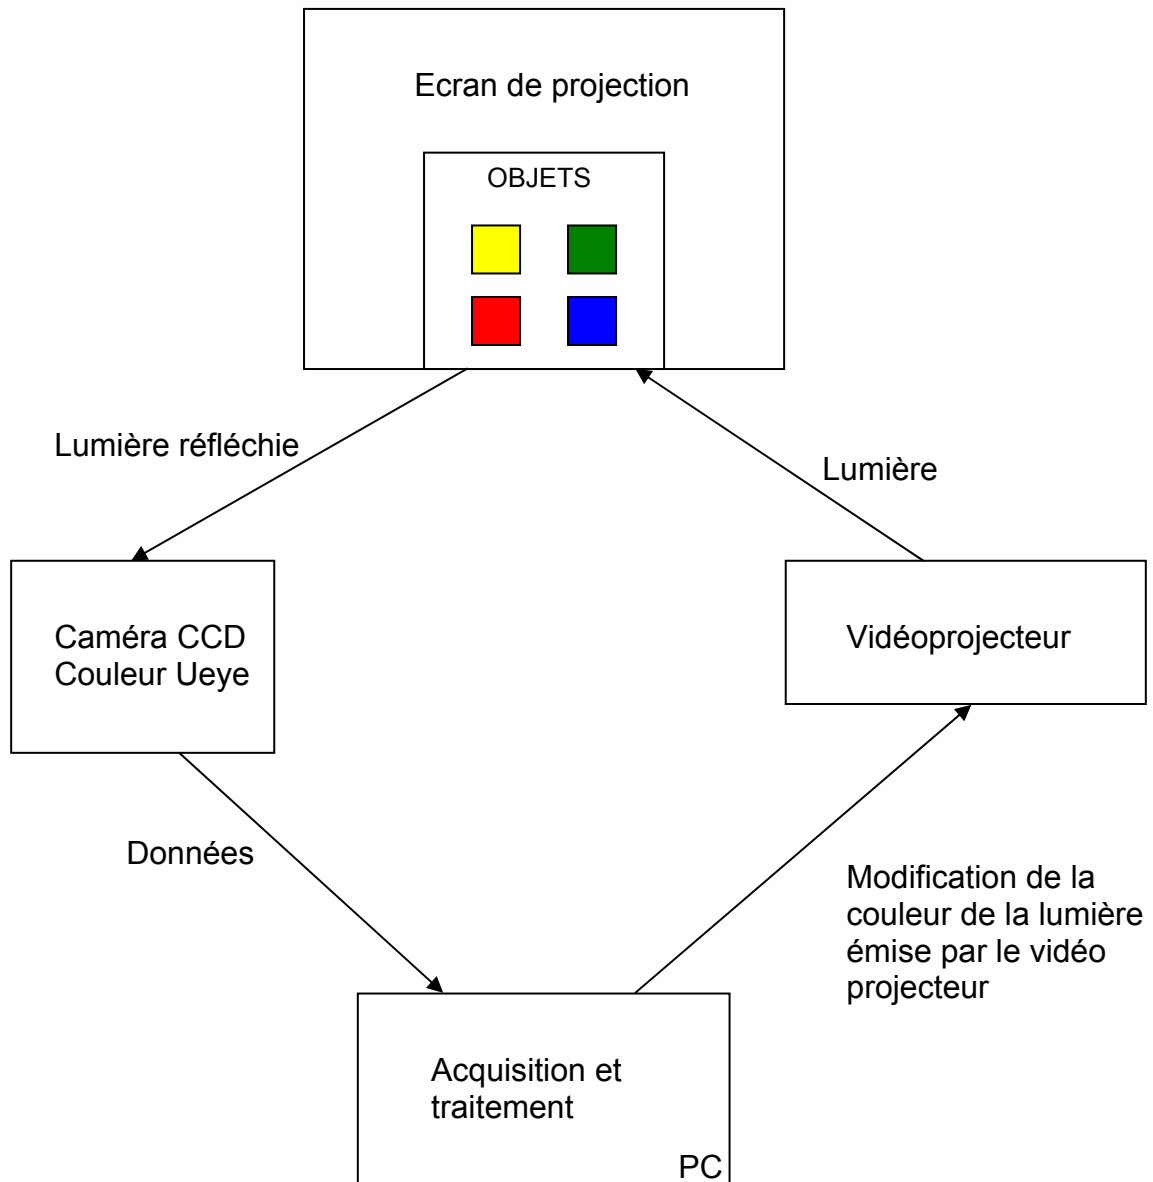 Ecran de projection
OBJETS
Lumière réfléchie
Lumière
Caméra CCD
Couleur Ueye
Vidéoprojecteur
Données
Modification de la
couleur de la lumière
émise par le vidéo
projecteur
Acquisition et
traitement
PC